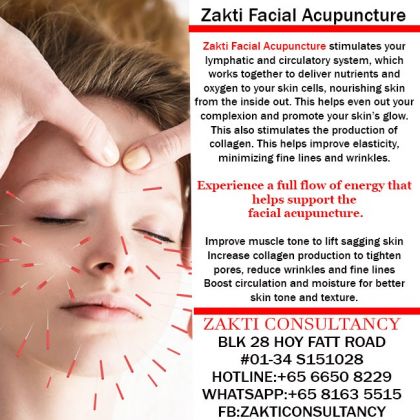 Zakti Facial Acupuncture
Zakti Facial Acupuncture stimulates your
lymphatic and circulatory system, which
works together to deliver nutrients and
oxygen to your skin cells, nourishing skin
from the inside out. This helps even out your
complexion and promote your skin's glow.
This also stimulates the production of
collagen. This helps improve elasticity,
minimizing fine lines and wrinkles.
Experience a full flow of energy that
helps support the
facial acupuncture.
Improve muscle tone to lift sagging skin
Increase collagen production to tighten
pores, reduce wrinkles and fine lines
Boost circulation and moisture for better
skin tone and texture.
ZAKTI CONSULTANCY
BLK 28 HOY FATT ROAD
#01-34 S151028
HOTLINE:+65 6650 8229
WHATSAPP:+65 8163 5515
FB:ZAKTICONSULTANCY